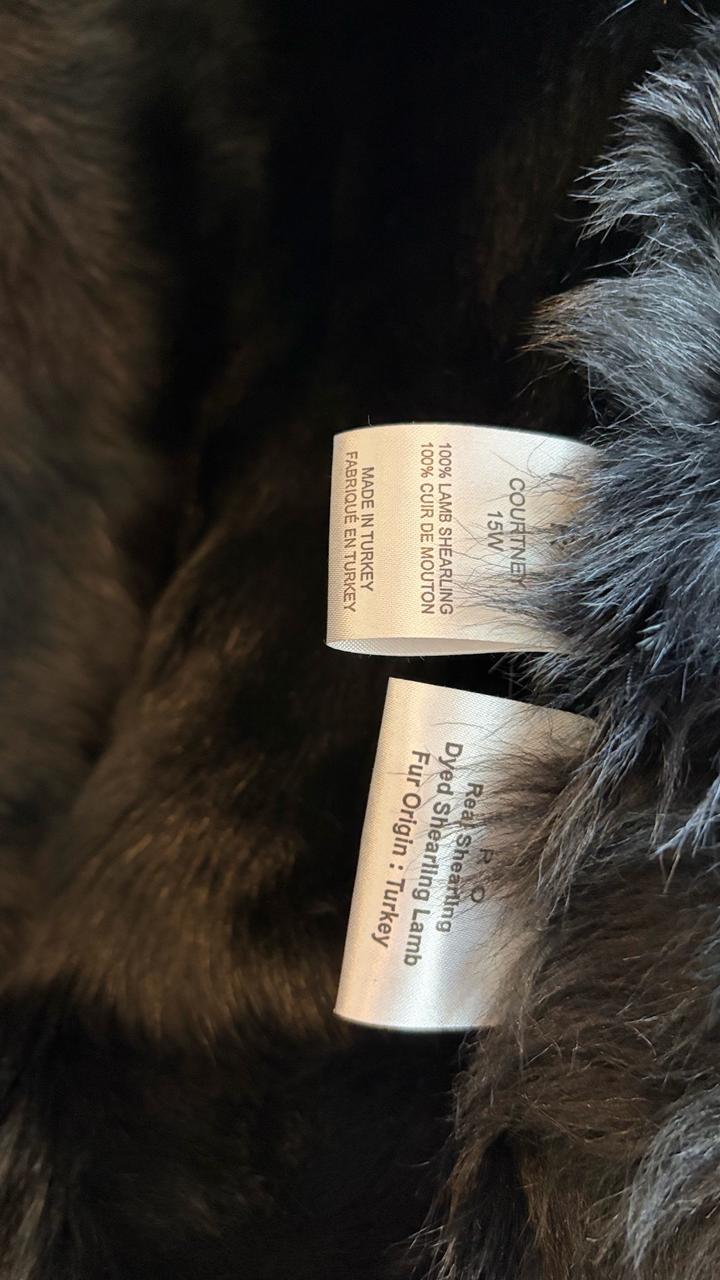 COURTNEY
15W
100% LAMB SHEARLING
100% CUIR DE MOUTON
MADE IN TURKEY
FABRIQUÉ EN TURKEY
Real Shearling
Dyed Shearling Lamb
Fur Origin : Turkey